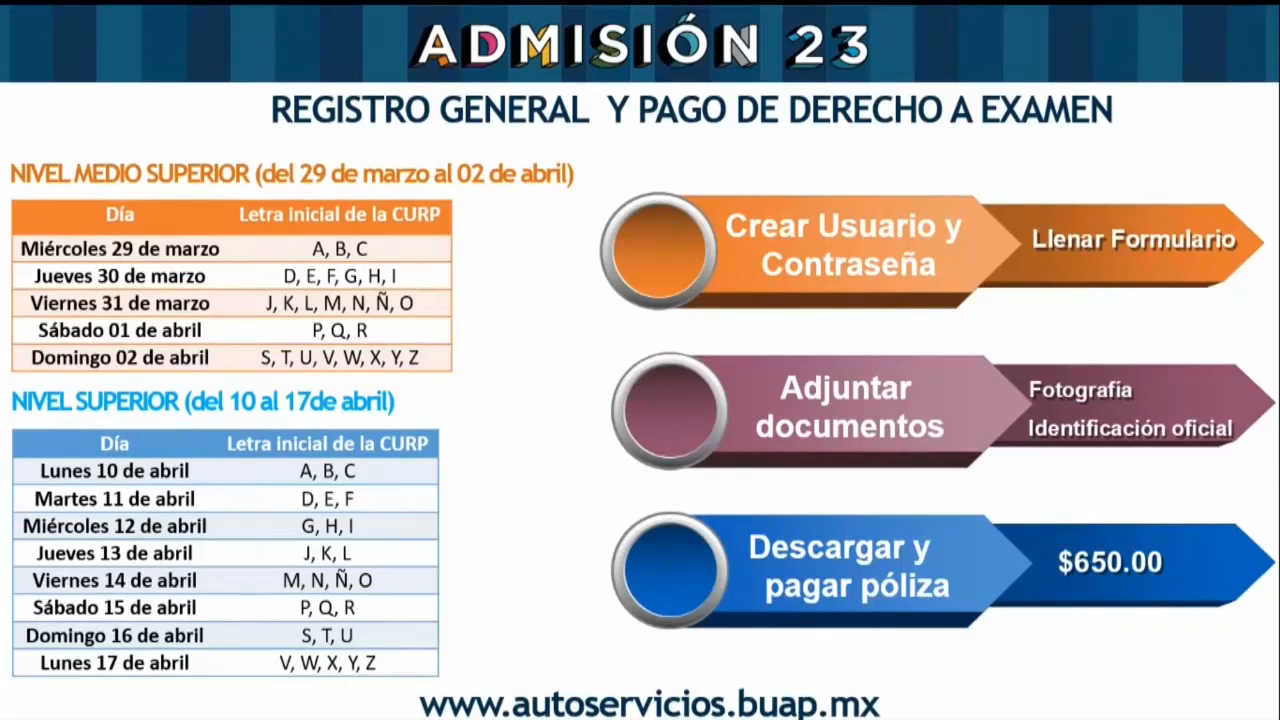 ADMISIÓN 23
REGISTRO GENERAL Y PAGO DE DERECHO A EXAMEN
NIVEL MEDIO SUPERIOR (del 29 de marzo al 02 de abril)
Día Letra inicial de la CURP
Miércoles 29 de marzo A, B, C
Jueves 30 de marzo D, E, F, G, H, I
Viernes 31 de marzo J, K, L, M, N, Ñ, O
Sábado 01 de abril P, Q, R
Domingo 02 de abril S, T, U, V, W, X, Y, Z
NIVEL SUPERIOR (del 10 al 17de abril)
Día Letra inicial de la CURP
Lunes 10 de abril A, B, C
Martes 11 de abril D, E, F
Miércoles 12 de abril G, H, I
Jueves 13 de abril J, K, L
Viernes 14 de abril M, N, Ñ, O
Sábado 15 de abril P, Q, R
Domingo 16 de abril S, T, U
Lunes 17 de abril V, W, X, Y, Z
Crear Usuario y
Contraseña
Llenar Formulario
Adjuntar
documentos
Fotografía
Identificación oficial
Descargar y
pagar póliza
$650.00
www.autoservicios.buap.mx